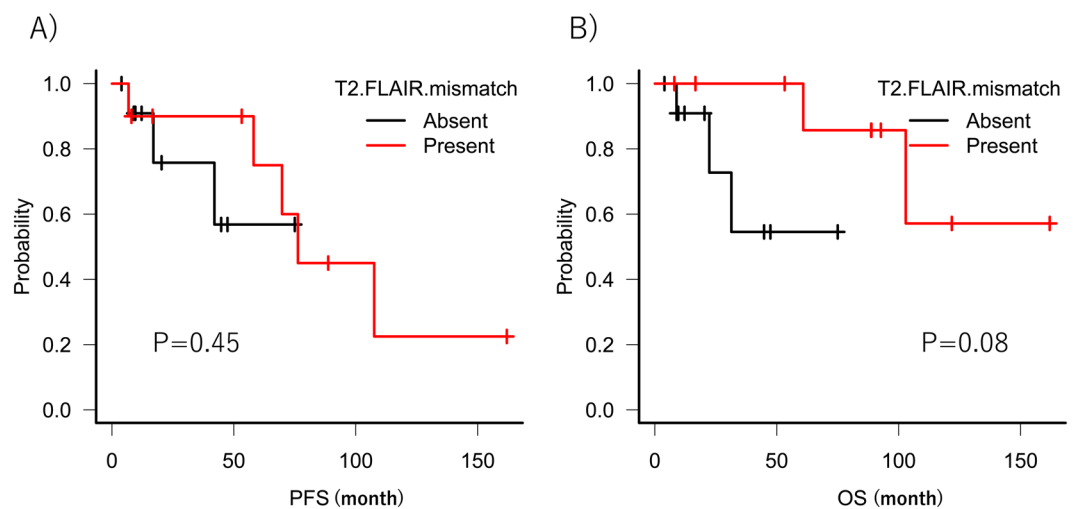 A)
T2.FLAIR.mismatch
Absent
Present
P=0.45
Probability
1.0
0.8
0.6
0.4
0.2
0.0
0
50
100
150
PFS (month)
B)
T2.FLAIR.mismatch
Absent
Present
P=0.08
Probability
1.0
0.8
0.6
0.4
0.2
0.0
0
50
100
150
OS (month)